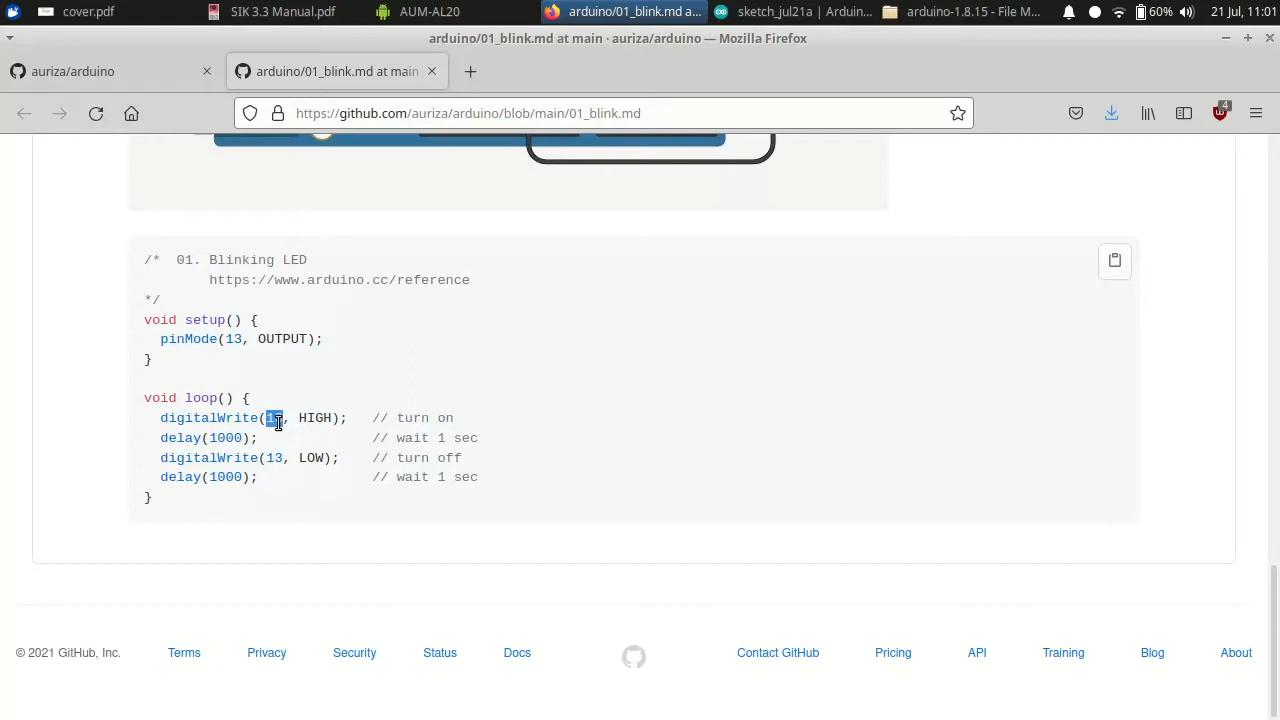 cover.pdf SIK 3.3 Manual.pdf AUM-AL20 arduino/01_blink.md a... sketch_jul21a | Arduin... arduino-1.8.15 - File M... 60% 21 Jul, 11:01
arduino/01_blink.md at main · auriza/arduino — Mozilla Firefox
auriza/arduino arduino/01_blink.md at main
https://github.com/auriza/arduino/blob/main/01_blink.md 4
/*  01. Blinking LED
        https://www.arduino.cc/reference
*/
void setup() {
  pinMode(13, OUTPUT);
}
void loop() {
  digitalWrite(13, HIGH);   // turn on
  delay(1000);              // wait 1 sec
  digitalWrite(13, LOW);    // turn off
  delay(1000);              // wait 1 sec
}
© 2021 GitHub, Inc. Terms Privacy Security Status Docs Contact GitHub Pricing API Training Blog About